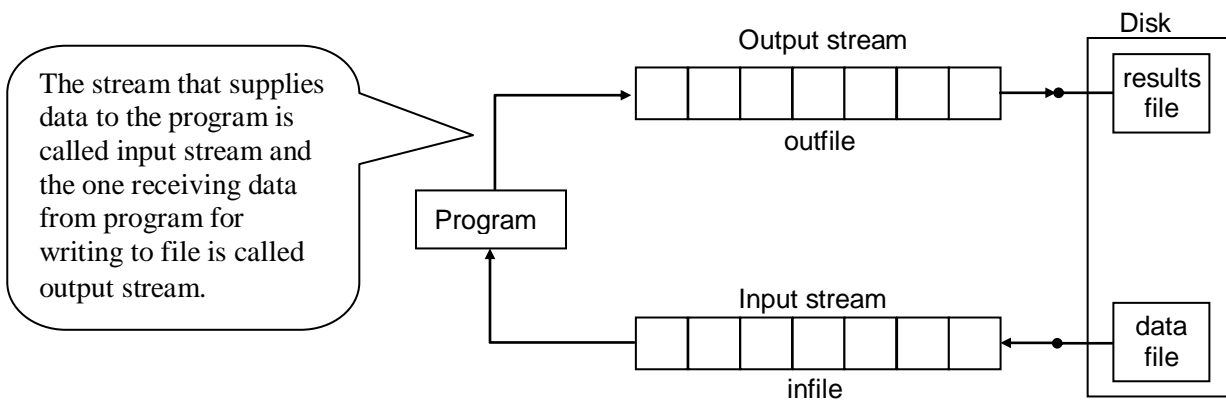 The stream that supplies
data to the program is
called input stream and
the one receiving data
from program for
writing to file is called
output stream.
Output stream
outfile
Disk
results
file
Program
Input stream
infile
data
file